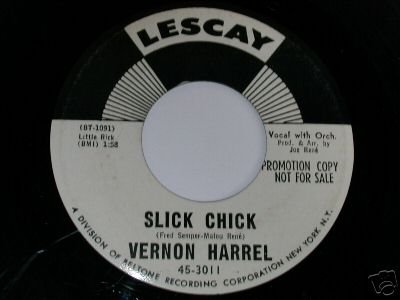 LESCAY
(BT-1091)
Little Rick
(BMI) 1:58
Vocal with Orch.
Prod. & Arr. by
Joe René
PROMOTION COPY
NOT FOR SALE
SLICK CHICK
(Fred Semper-Malou René)
VERNON HARREL
45-3011
A DIVISION OF BELTONE RECORDING CORPORATION NEW YORK N.Y.